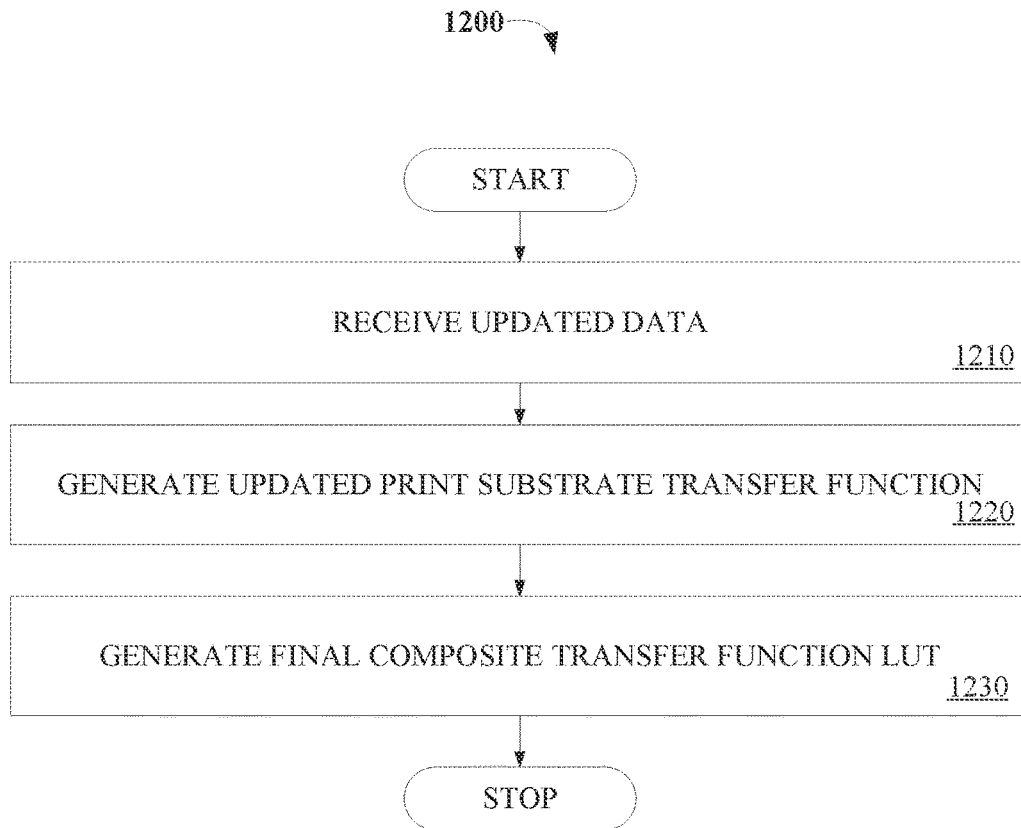 1200
START
RECEIVE UPDATED DATA
1210
GENERATE UPDATED PRINT SUBSTRATE TRANSFER FUNCTION
1220
GENERATE FINAL COMPOSITE TRANSFER FUNCTION LUT
1230
STOP